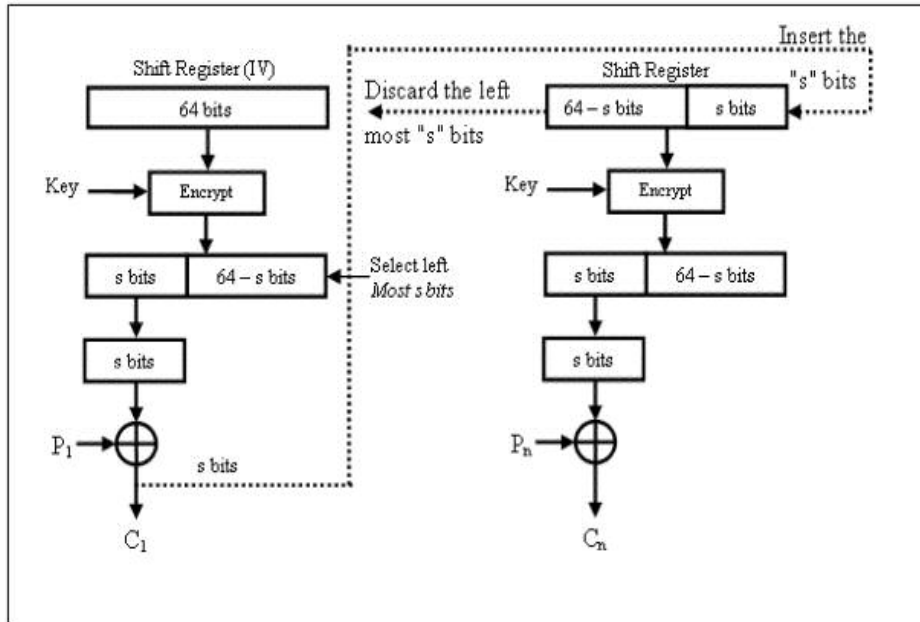 Insert the
"s" bits
Shift Register (IV)
64 bits
Discard the left
most "s" bits
Shift Register
64 – s bits
s bits
Key
Encrypt
Key
Encrypt
s bits
64 – s bits
Select left
Most s bits
s bits
64 – s bits
s bits
s bits
P₁
s bits
Pₙ
C₁
Cₙ